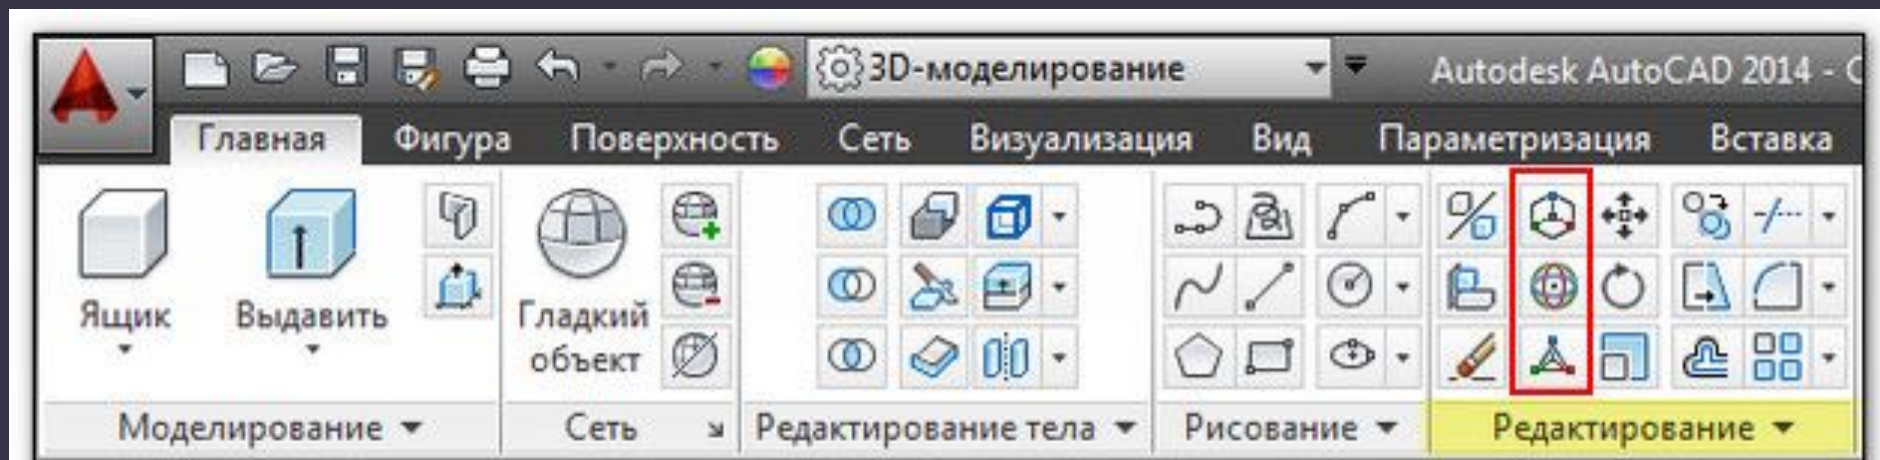 3D-моделирование Autodesk AutoCAD 2014 -
Главная Фигура Поверхность Сеть Визуализация Вид Параметризация Вставка
Ящик Выдавить Гладкий
объект
Моделирование Сеть Редактирование тела Рисование Редактирование